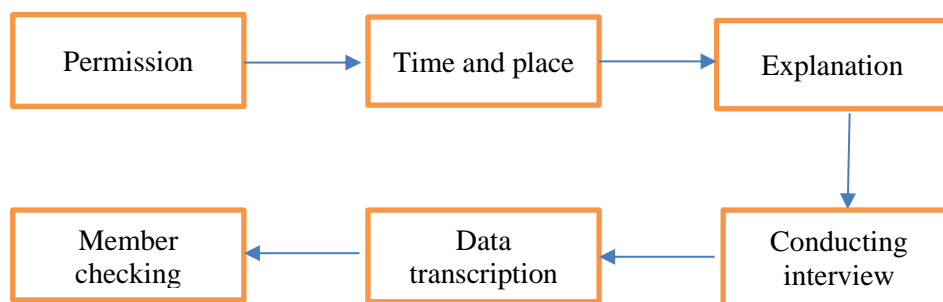 Permission
Time and place
Explanation
Conducting
interview
Data
transcription
Member
checking